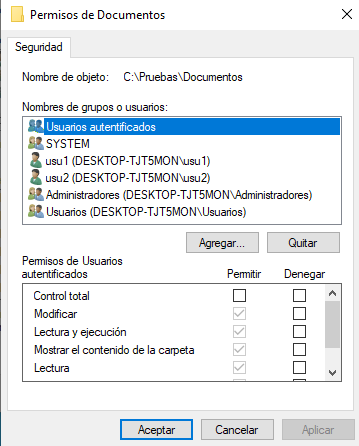 Permisos de Documentos
Seguridad
Nombre de objeto: C:\Pruebas\Documentos
Nombres de grupos o usuarios:
Usuarios autentificados
SYSTEM
usu1 (DESKTOP-TJT5MON\usu1)
usu2 (DESKTOP-TJT5MON\usu2)
Administradores (DESKTOP-TJT5MON\Administradores)
Usuarios (DESKTOP-TJT5MON\Usuarios)
Agregar... Quitar
Permisos de Usuarios
autentificados Permitir Denegar
Control total
Modificar
Lectura y ejecución
Mostrar el contenido de la carpeta
Lectura
Aceptar Cancelar Aplicar